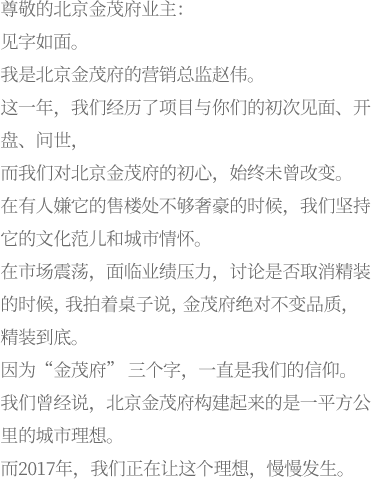 尊敬的北京金茂府业主：
见字如面。
我是北京金茂府的营销总监赵伟。
这一年，我们经历了项目与你们的初次见面、开
盘、问世，
而我们对北京金茂府的初心，始终未曾改变。
在有人嫌它的售楼处不够奢豪的时候，我们坚持
它的文化范儿和城市情怀。
在市场震荡，面临业绩压力，讨论是否取消精装
的时候, 我拍着桌子说, 金茂府绝对不变品质，
精装到底。
因为“金茂府” 三个字，一直是我们的信仰。
我们曾经说，北京金茂府构建起来的是一平方公
里的城市理想。
而2017年，我们正在让这个理想，慢慢发生。